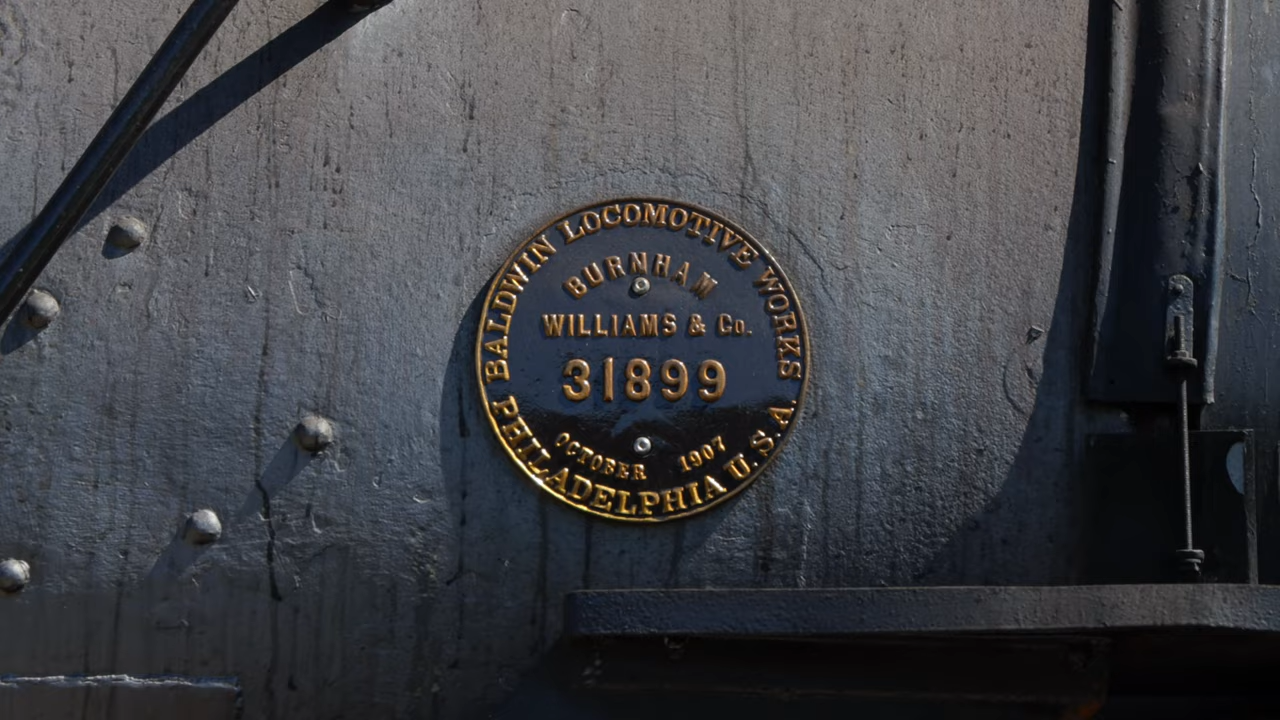 BALDWIN LOCOMOTIVE WORKS
BURNHAM
WILLIAMS & Co.
31899
OCTOBER 1907
PHILADELPHIA U.S.A.